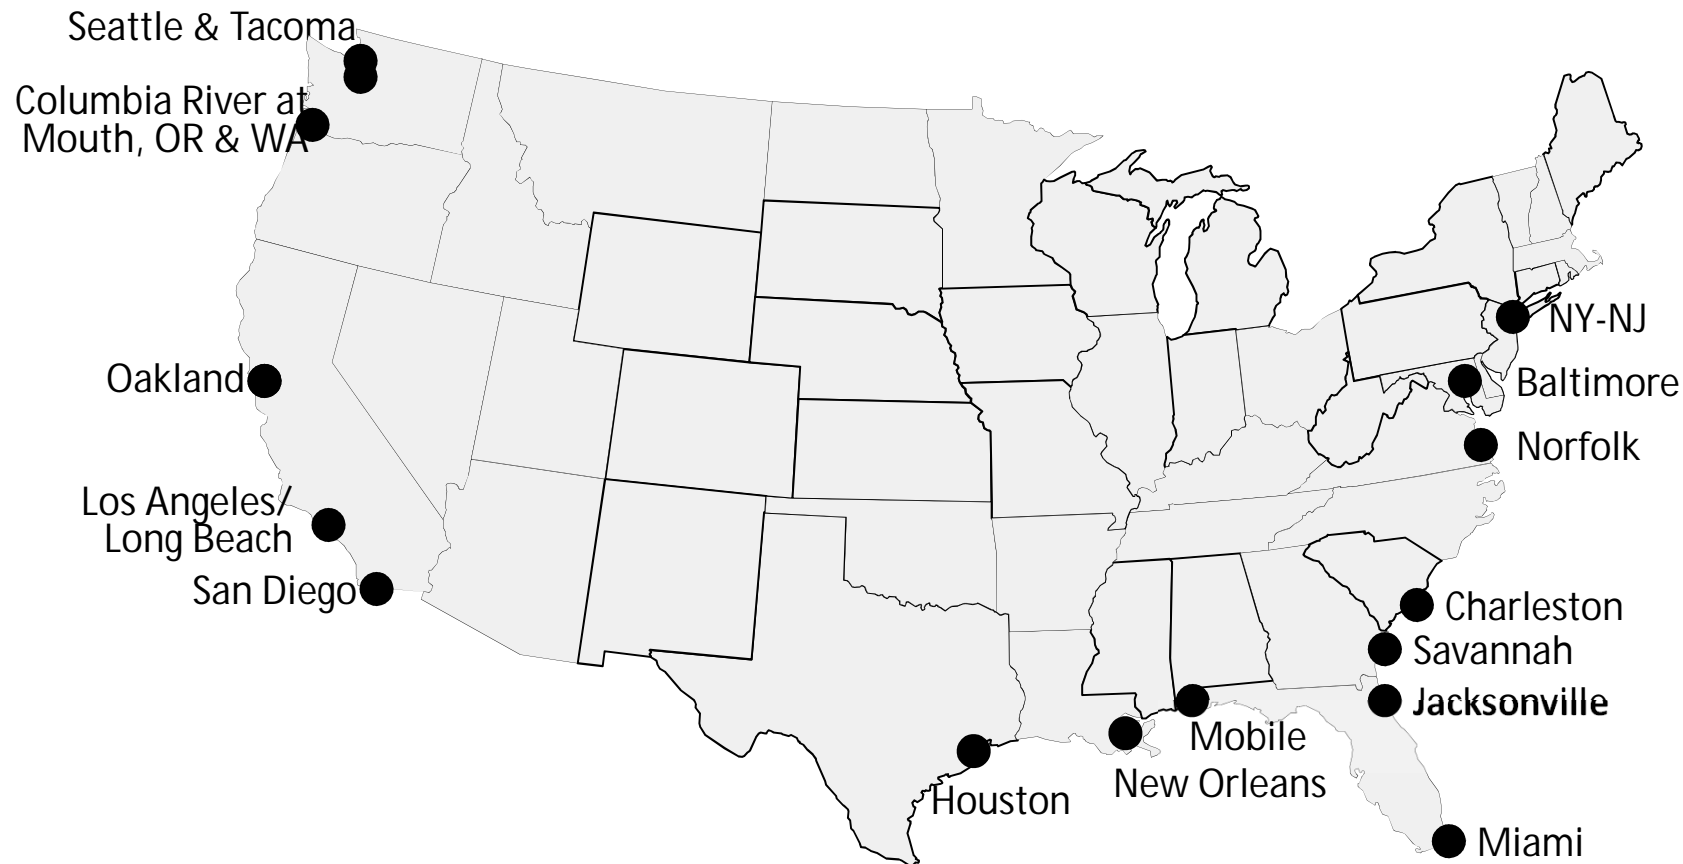 Seattle & Tacoma
Columbia River at
Mouth, OR & WA
NY-NJ
Oakland
Baltimore
Norfolk
Los Angeles/
Long Beach
San Diego
Charleston
Savannah
Jacksonville
Mobile
New Orleans
Houston
Miami